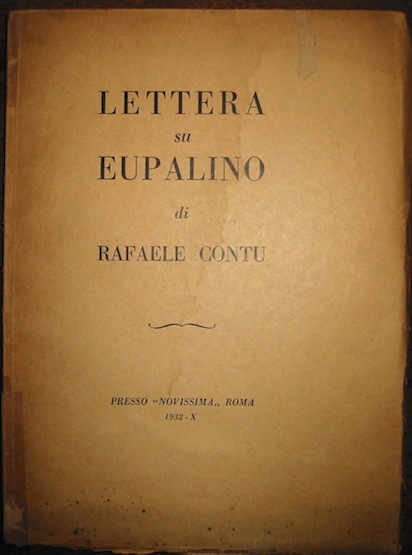 LETTERA
su
EUPALINO
di
RAFAELE CONTU
PRESSO “NOVISSIMA„ ROMA
1932 - X